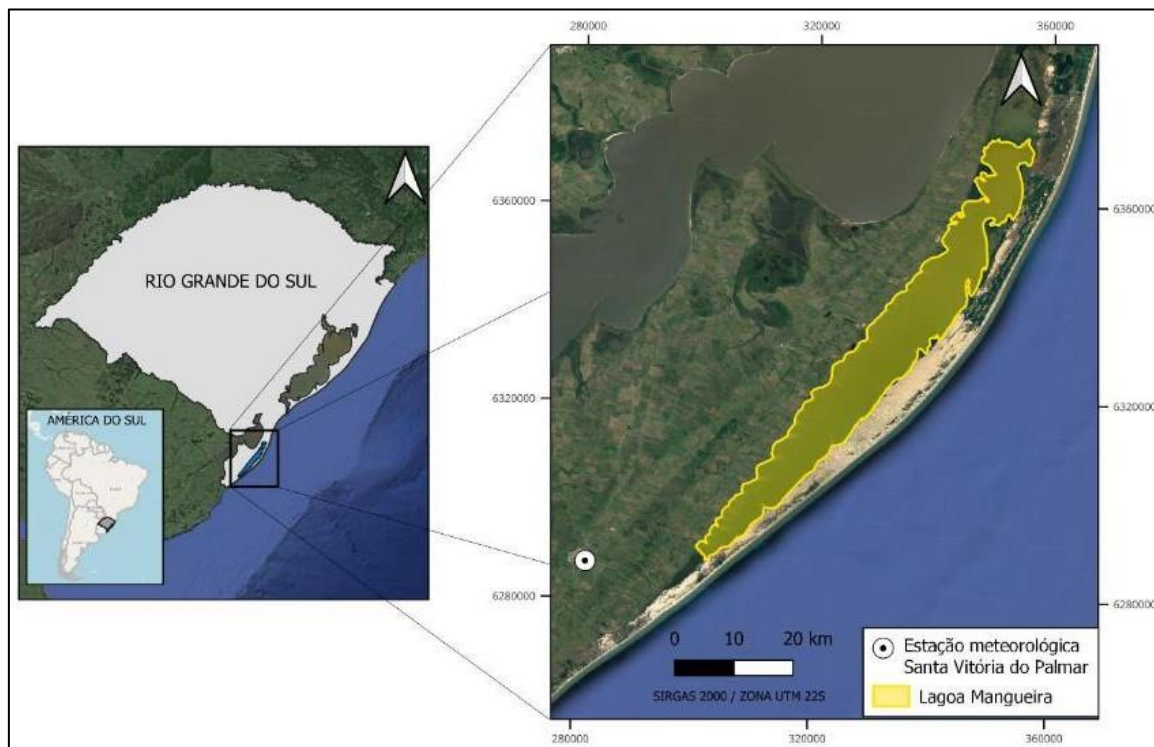 280000
320000
360000
6360000
6360000
RIO GRANDE DO SUL
6320000
6320000
AMÉRICA DO SUL
6280000
6280000
0 10 20 km
SIRGAS 2000 / ZONA UTM 22S
Estação meteorológica
Santa Vitória do Palmar
Lagoa Mangueira
280000
320000
360000